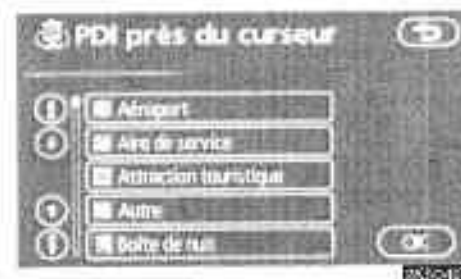 PDI près du curseur
Aéroport
Aire de service
Attraction touristique
Autre
Boîte de nuit
OK